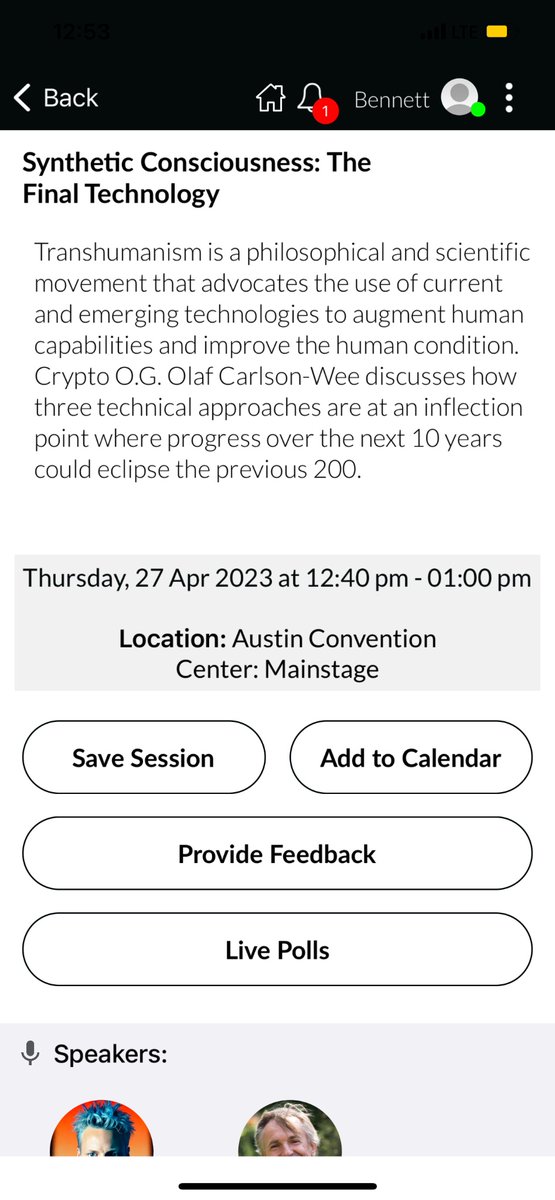 12:53 LTE
Back 1 Bennett
Synthetic Consciousness: The
Final Technology
Transhumanism is a philosophical and scientific
movement that advocates the use of current
and emerging technologies to augment human
capabilities and improve the human condition.
Crypto O.G. Olaf Carlson-Wee discusses how
three technical approaches are at an inflection
point where progress over the next 10 years
could eclipse the previous 200.
Thursday, 27 Apr 2023 at 12:40 pm - 01:00 pm
Location: Austin Convention
Center: Mainstage
Save Session Add to Calendar
Provide Feedback
Live Polls
Speakers: